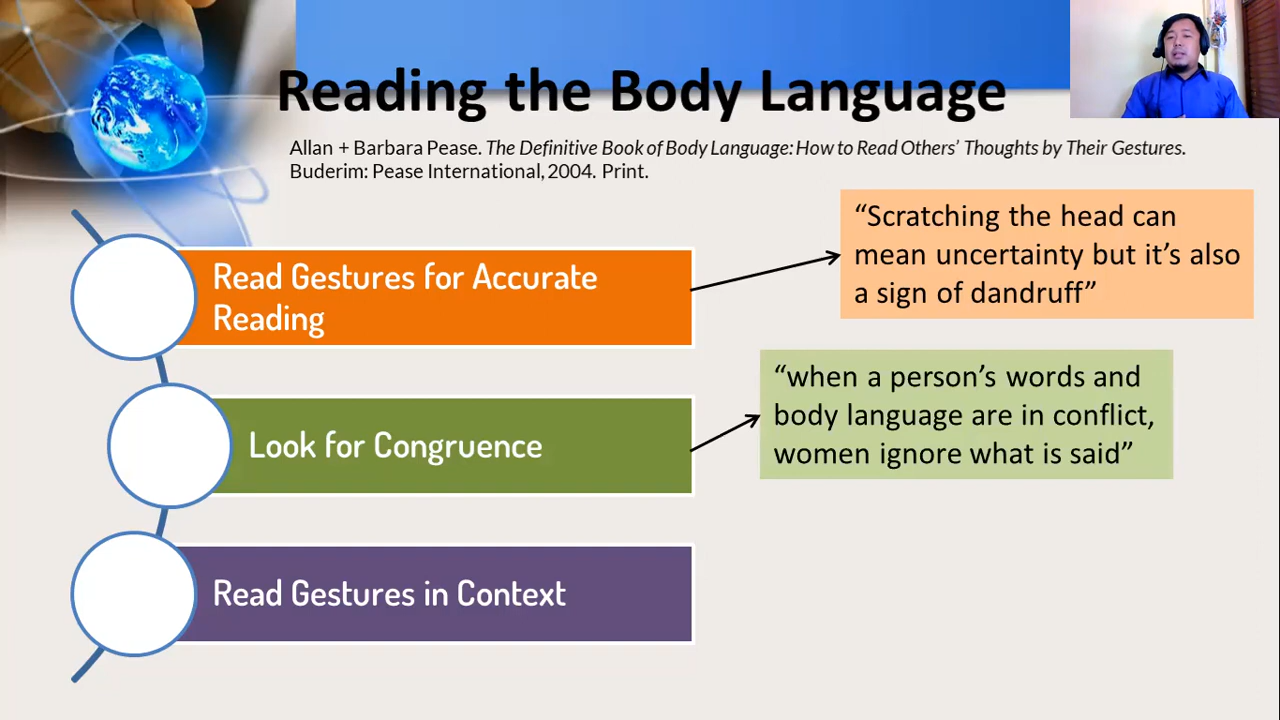 Reading the Body Language
Allan + Barbara Pease. The Definitive Book of Body Language: How to Read Others’ Thoughts by Their Gestures.
Buderim: Pease International, 2004. Print.
Read Gestures for Accurate
Reading
“Scratching the head can
mean uncertainty but it’s also
a sign of dandruff”
Look for Congruence
“when a person’s words and
body language are in conflict,
women ignore what is said”
Read Gestures in Context